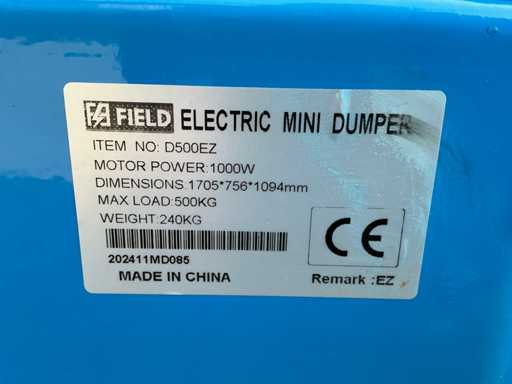 FIELD ELECTRIC MINI DUMPER
ITEM NO: D500EZ
MOTOR POWER:1000W
DIMENSIONS:1705*756*1094mm
MAX LOAD:500KG
WEIGHT:240KG
202411MD085
MADE IN CHINA
CE
Remark :EZ